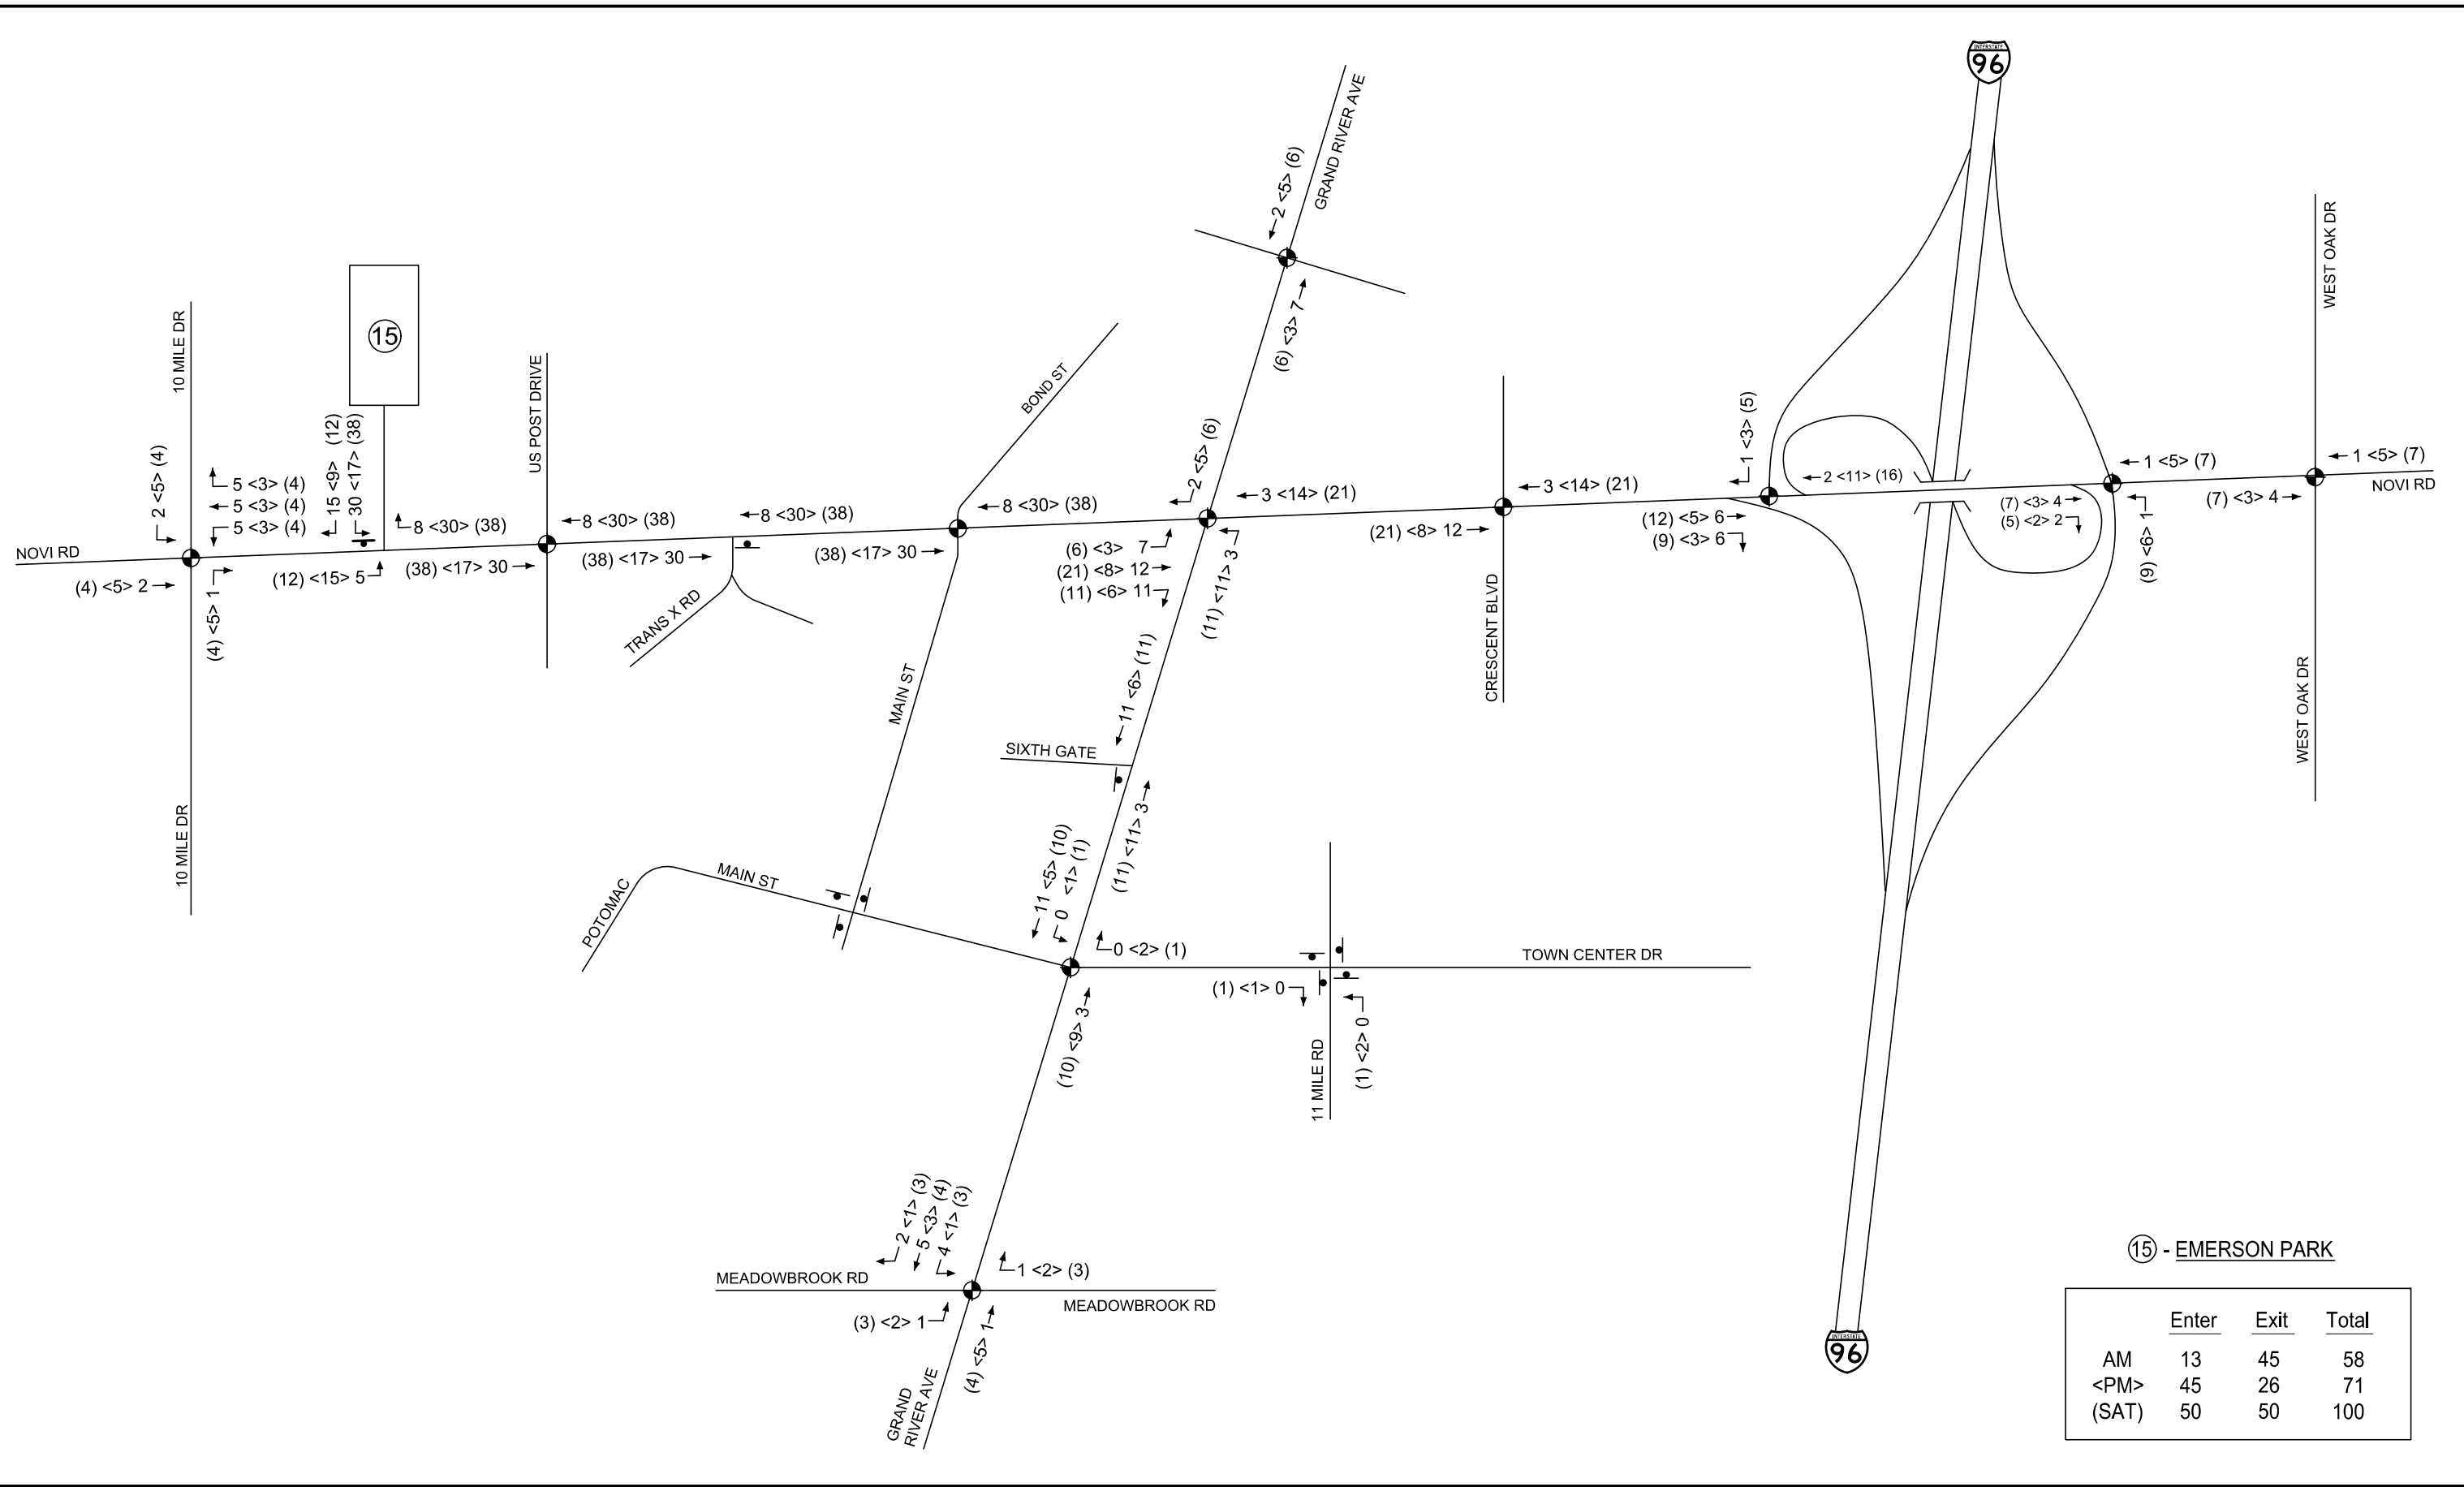 INTERSTATE
96
GRAND RIVER AVE
2 <5> (6)
(6) <3> 7
WEST OAK DR
10 MILE DR
15
US POST DRIVE
BOND ST
2 <5> (4)
5 <3> (4)
5 <3> (4)
5 <3> (4)
15 <9> (12)
30 <17> (38)
8 <30> (38)
8 <30> (38)
8 <30> (38)
8 <30> (38)
2 <5> (6)
3 <14> (21)
3 <14> (21)
1 <3> (5)
2 <11> (16)
1 <5> (7)
1 <5> (7)
NOVI RD
NOVI RD
(4) <5> 2
(4) <5> 1
(12) <15> 5
(38) <17> 30
(38) <17> 30
(38) <17> 30
(6) <3> 7
(21) <8> 12
(11) <6> 11
(11) <11> 3
(21) <8> 12
(12) <5> 6
(9) <3> 6
(7) <3> 4
(5) <2> 2
(9) <6> 1
(7) <3> 4
TRANS X RD
MAIN ST
CRESCENT BLVD
WEST OAK DR
11 <6> (11)
SIXTH GATE
(11) <11> 3
10 MILE DR
POTOMAC
MAIN ST
11 <5> (10)
0 <1> (1)
0 <2> (1)
TOWN CENTER DR
(1) <1> 0
(1) <2> 0
11 MILE RD
(10) <9> 3
2 <1> (3)
5 <3> (4)
4 <1> (3)
1 <2> (3)
MEADOWBROOK RD
MEADOWBROOK RD
(3) <2> 1
(4) <5> 1
GRAND
RIVER AVE
INTERSTATE
96
15 - EMERSON PARK
Enter Exit Total
AM 13 45 58
<PM> 45 26 71
(SAT) 50 50 100